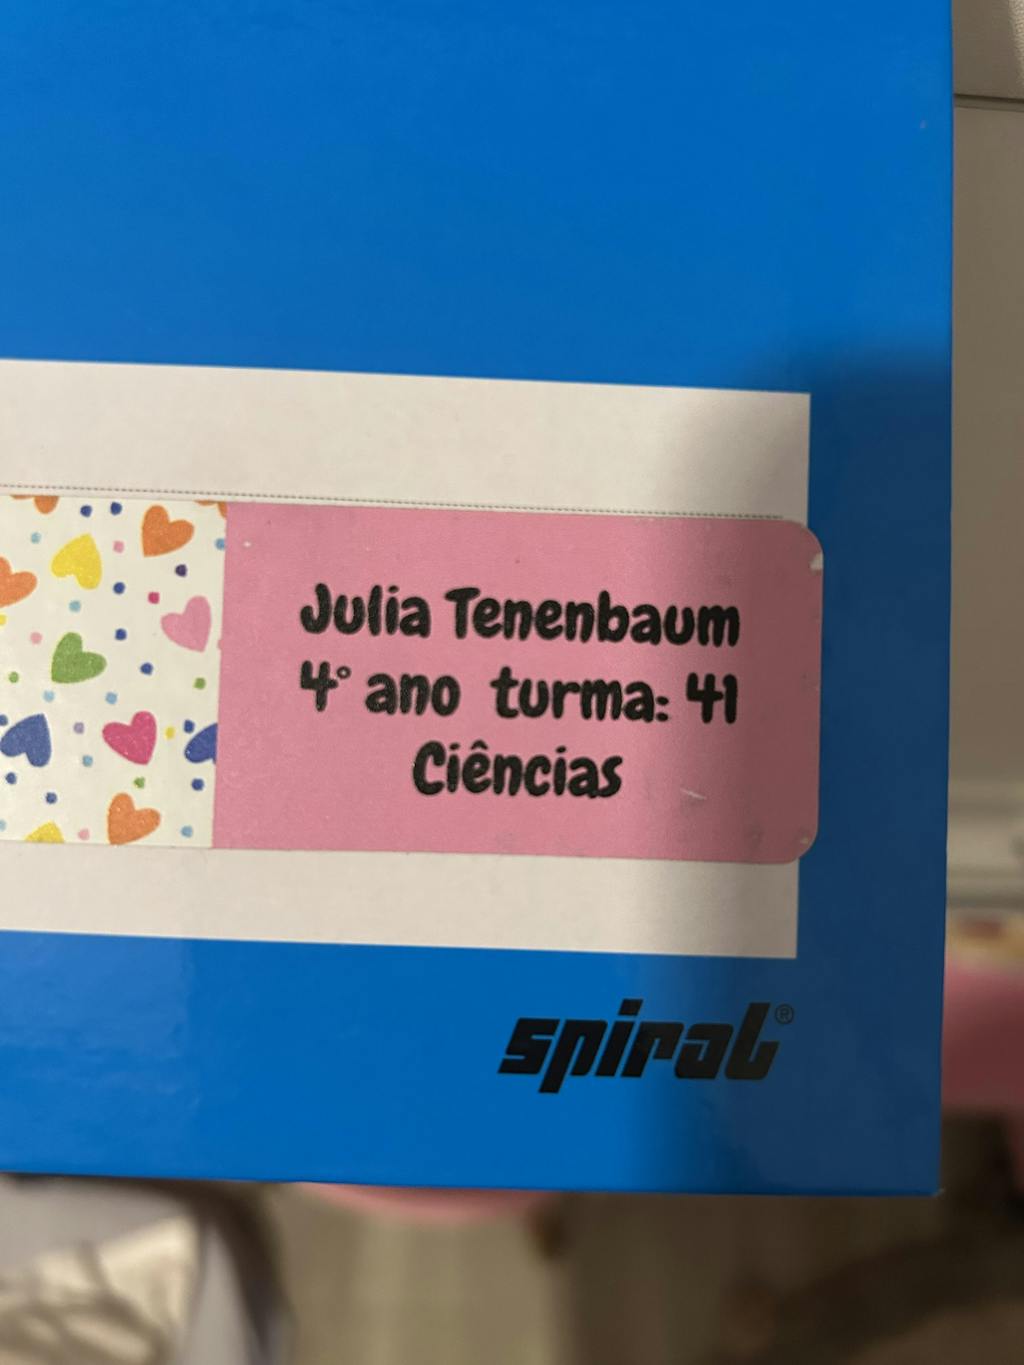 Julia Tenenbaum
4° ano turma: 41
Ciências
spiral®